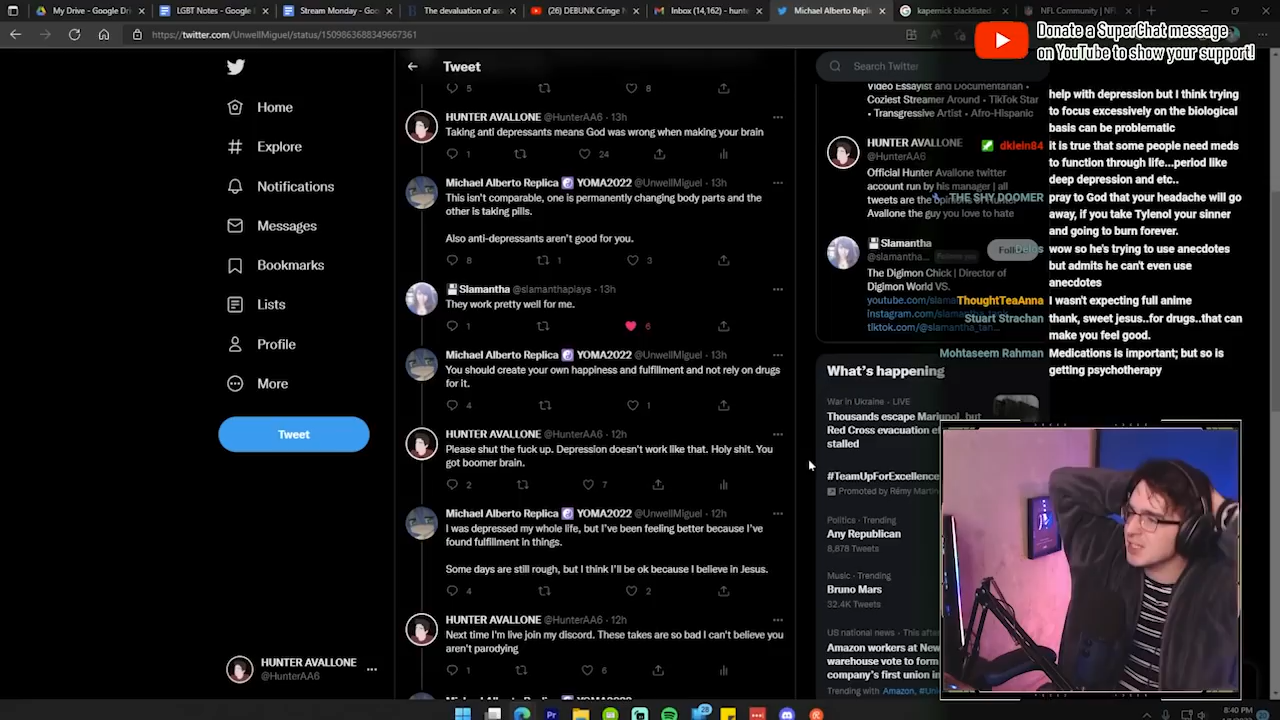 My Drive - Google Dri
LGBT Notes - Google
Stream Monday - Go
The devaluation of as
(26) DEBUNK Cringe
Inbox (14,162) - hunte
Michael Alberto Repli
kapernick blacklisted
NFL Community | NF
https://twitter.com/UnwellMiguel/status/1509863688349667361
Donate a SuperChat message
on YouTube to show your support!
Home
Explore
Notifications
Messages
Bookmarks
Lists
Profile
More
Tweet
HUNTER AVALLONE
@HunterAA6
Tweet
5
8
HUNTER AVALLONE @HunterAA6 · 13h
Taking anti depressants means God was wrong when making your brain
1
24
Michael Alberto Replica YOMA2022 @UnwellMiguel · 13h
This isn't comparable, one is permanently changing body parts and the
other is taking pills.
Also anti-depressants aren't good for you.
8
1
3
Slamantha @slamanthaplays · 13h
They work pretty well for me.
1
6
Michael Alberto Replica YOMA2022 @UnwellMiguel · 13h
You should create your own happiness and fulfillment and not rely on drugs
for it.
4
1
HUNTER AVALLONE @HunterAA6 · 12h
Please shut the fuck up. Depression doesn't work like that. Holy shit. You
got boomer brain.
2
7
Michael Alberto Replica YOMA2022 @UnwellMiguel · 12h
I was depressed my whole life, but I've been feeling better because I've
found fulfillment in things.
Some days are still rough, but I think I'll be ok because I believe in Jesus.
4
2
HUNTER AVALLONE @HunterAA6 · 12h
Next time I'm live join my discord. These takes are so bad I can't believe you
aren't parodying
1
6
Search Twitter
Video Essayist and Documentarian •
Coziest Streamer Around • TikTok Star
• Transgressive Artist • Afro-Hispanic
HUNTER AVALLONE
@HunterAA6
Official Hunter Avallone twitter
account run by his manager | all
tweets are the opinions of Hunter
Avallone the guy you love to hate
Slamantha
@slamantha...
Follows you
The Digimon Chick | Director of
Digimon World VS.
youtube.com/slama
instagram.com/slamantha
tiktok.com/@slamantha_tan
What's happening
War in Ukraine · LIVE
Thousands escape Mariupol, but
Red Cross evacuation
stalled
#TeamUpForExcellence
Promoted by Rémy Martin
Politics · Trending
Any Republican
8,878 Tweets
Music · Trending
Bruno Mars
32.4K Tweets
US national news · This
Amazon workers at New
warehouse vote to form
company's first union in
Trending with Amazon,
help with depression but I think trying
to focus excessively on the biological
basis can be problematic
dklein84 it is true that some people need meds
to function through life...period like
deep depression and etc..
THE SHY DOOMER pray to God that your headache will go
away, if you take Tylenol your sinner
and going to burn forever.
Delos wow so he's trying to use anecdotes
but admits he can't even use
anecdotes
ThoughtTeaAnna I wasn't expecting full anime
Stuart Strachan thank, sweet jesus..for drugs..that can
make you feel good.
Mohtaseem Rahman Medications is important; but so is
getting psychotherapy
8:40 PM